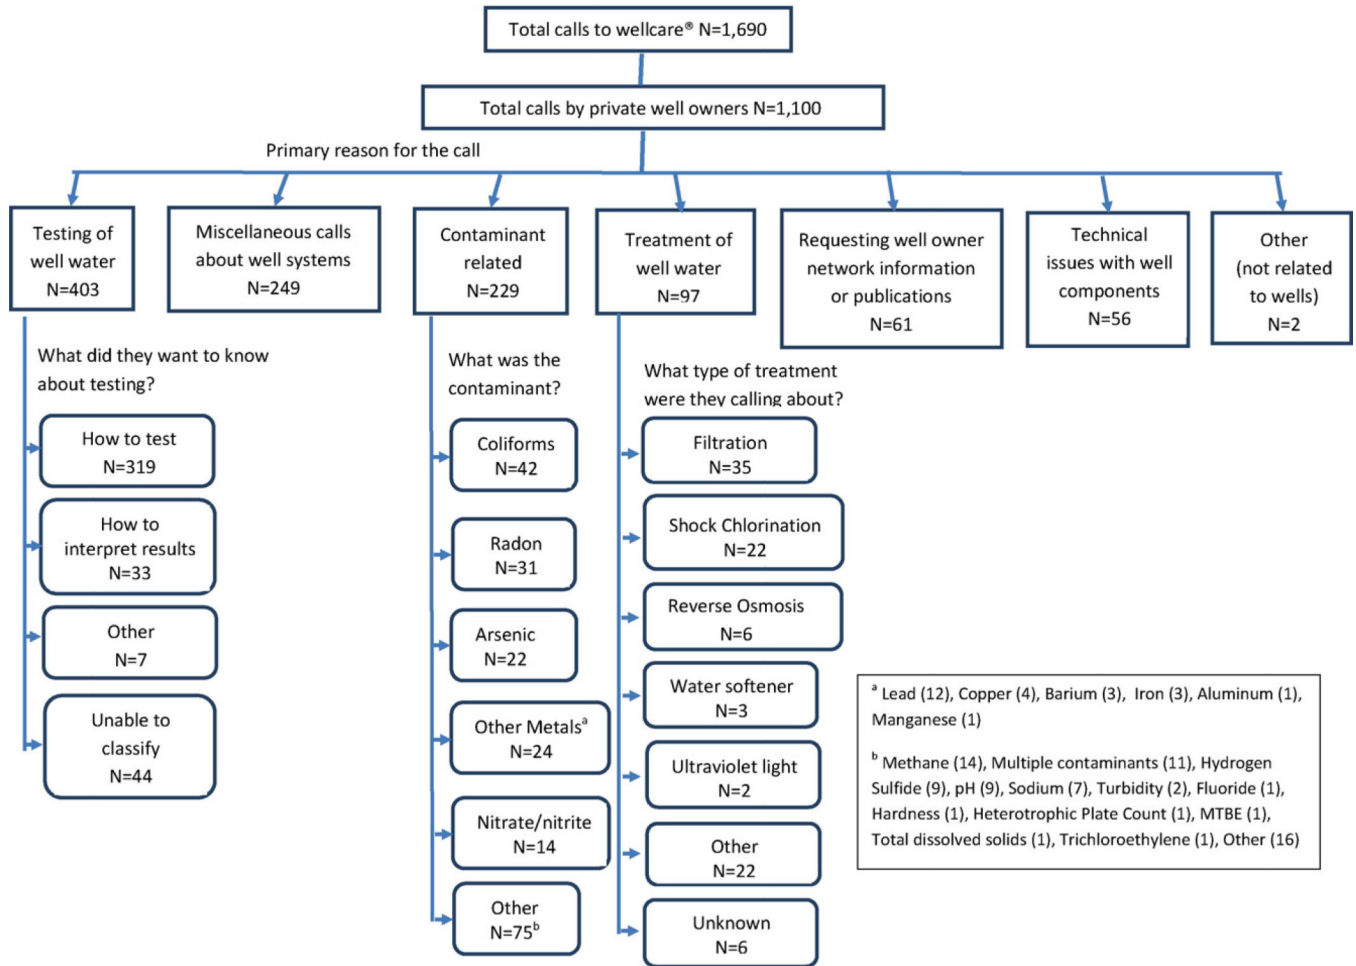 Total calls to wellcare® N=1,690
Total calls by private well owners N=1,100
Primary reason for the call
Testing of
well water
N=403
Miscellaneous calls
about well systems
N=249
Contaminant
related
N=229
Treatment of
well water
N=97
Requesting well owner
network information
or publications
N=61
Technical
issues with well
components
N=56
Other
(not related
to wells)
N=2
What did they want to know
about testing?
How to test
N=319
How to
interpret results
N=33
Other
N=7
Unable to
classify
N=44
What was the
contaminant?
Coliforms
N=42
Radon
N=31
Arsenic
N=22
Other Metalsᵃ
N=24
Nitrate/nitrite
N=14
Other
N=75ᵇ
What type of treatment
were they calling about?
Filtration
N=35
Shock Chlorination
N=22
Reverse Osmosis
N=6
Water softener
N=3
Ultraviolet light
N=2
Other
N=22
Unknown
N=6
ᵃ Lead (12), Copper (4), Barium (3), Iron (3), Aluminum (1),
Manganese (1)
ᵇ Methane (14), Multiple contaminants (11), Hydrogen
Sulfide (9), pH (9), Sodium (7), Turbidity (2), Fluoride (1),
Hardness (1), Heterotrophic Plate Count (1), MTBE (1),
Total dissolved solids (1), Trichloroethylene (1), Other (16)